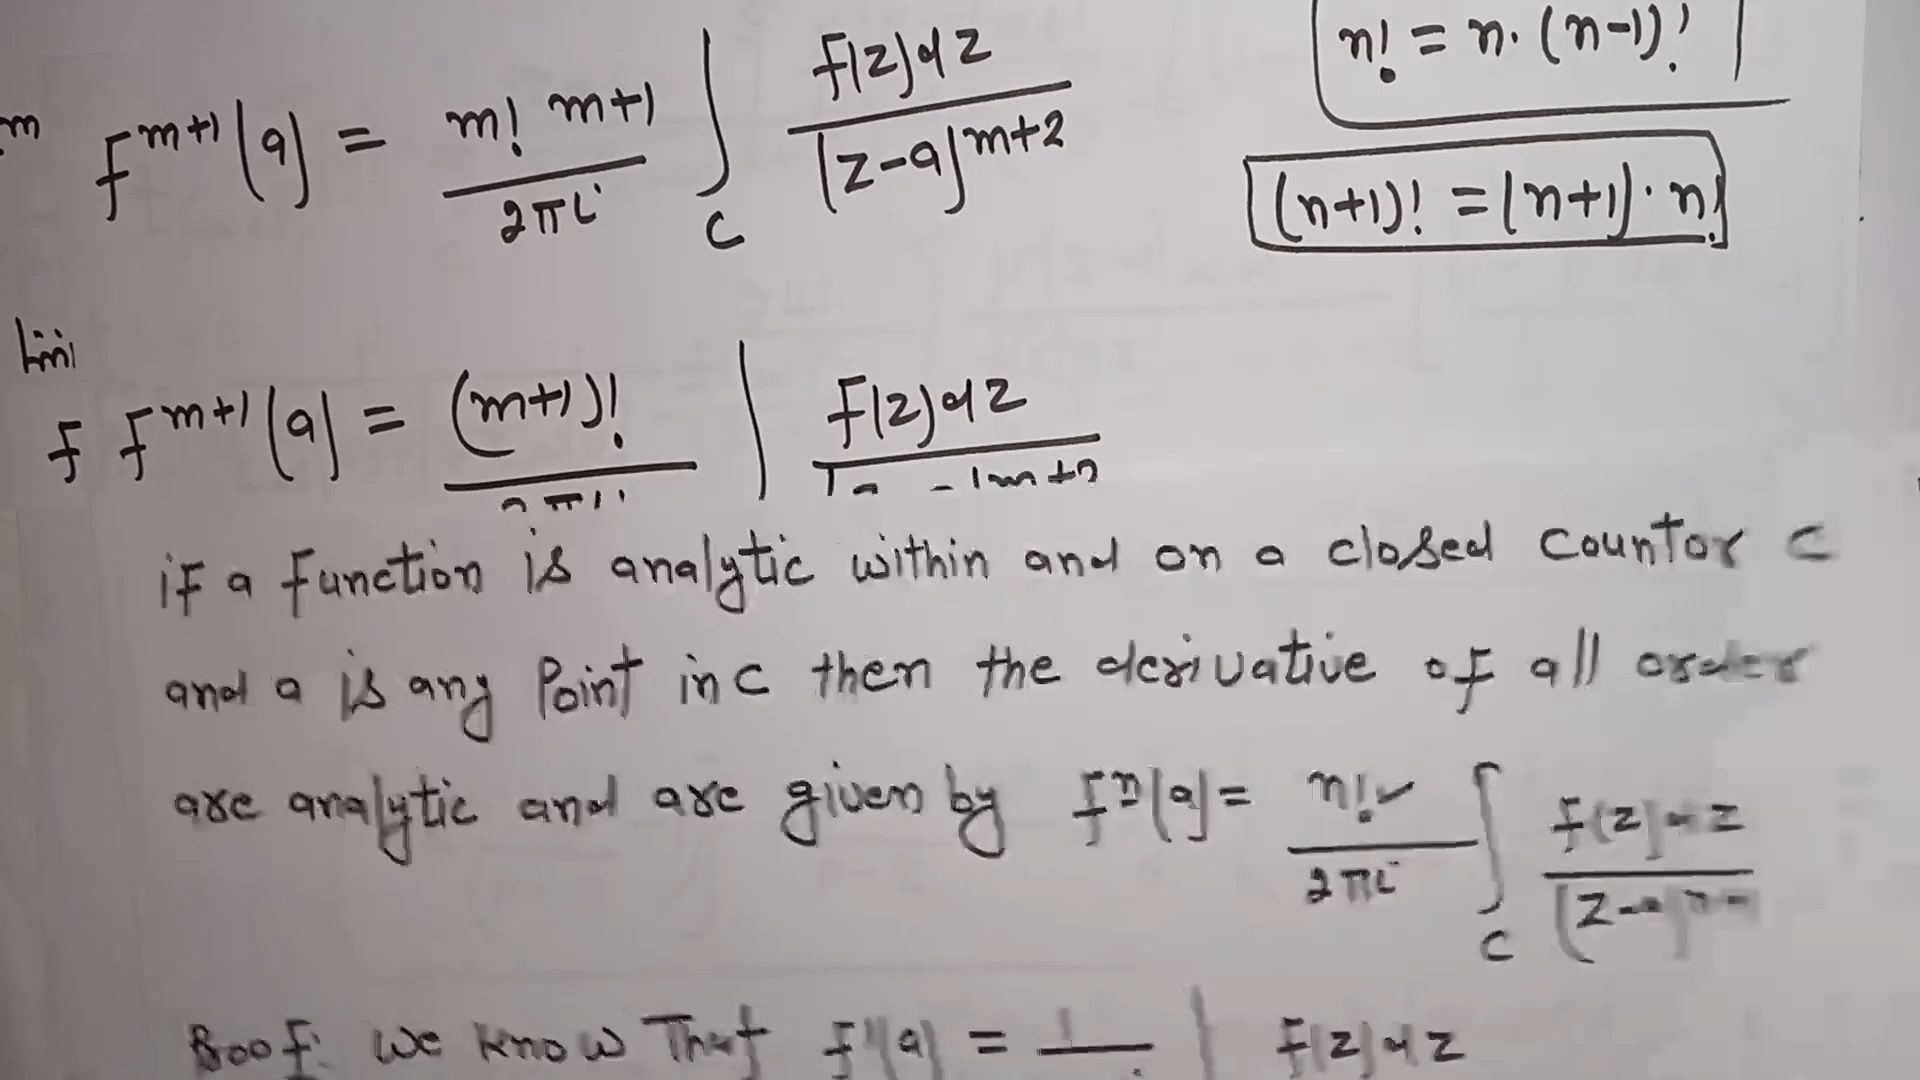 n! = n. (n-1)!
m F^m+1 (a) = m! m+1 / 2πi ∫_C f(z)dz / (z-a)^m+2
(n+1)! = (n+1) · n!
f F^m+1 (a) = (m+1)! / 2πi ∫ F(z)dz
if a function is analytic within and on a closed countor C
and a is any Point in c then the derivative of all order
are analytic and are given by F^n(a) = n! / 2πi ∫_C f(z)dz / (z-a)
Proof: we know That F'(a) = 1 ∫ F(z)dz